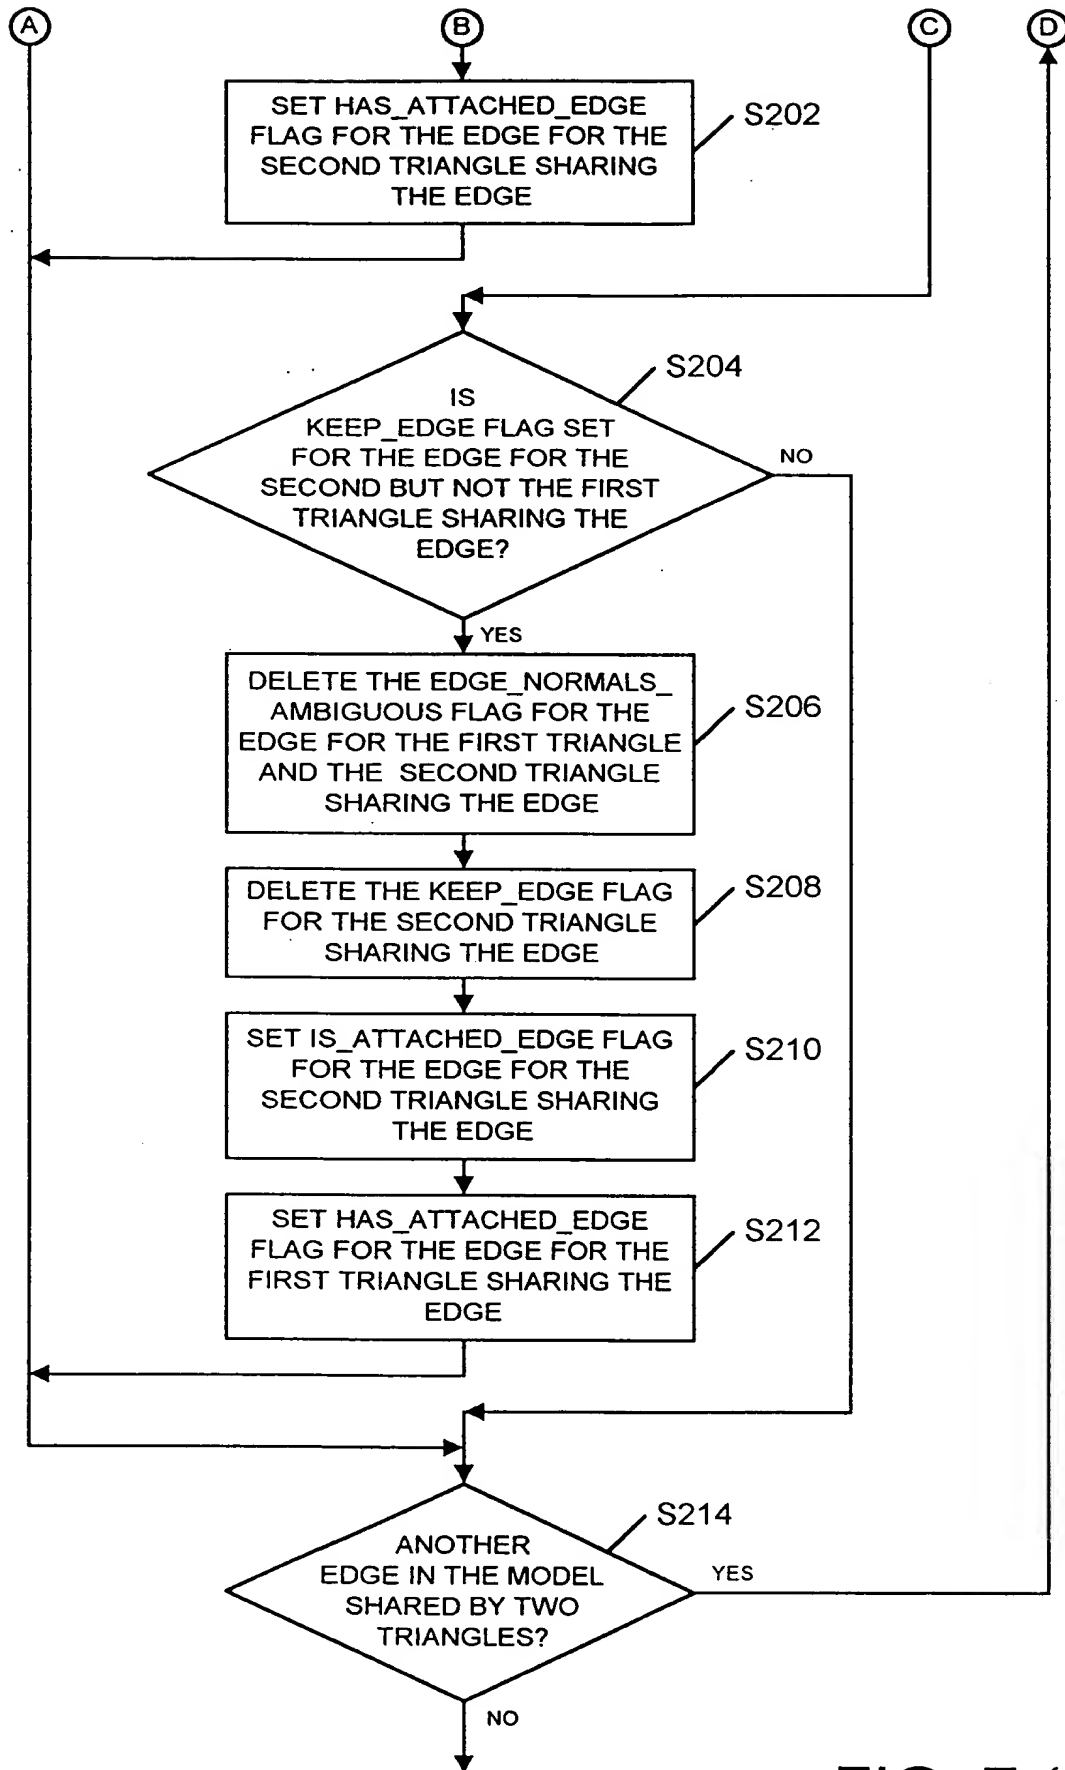 A B C D
SET HAS_ATTACHED_EDGE
FLAG FOR THE EDGE FOR THE
SECOND TRIANGLE SHARING
THE EDGE
S202
S204
IS
KEEP_EDGE FLAG SET
FOR THE EDGE FOR THE
SECOND BUT NOT THE FIRST
TRIANGLE SHARING THE
EDGE?
NO
YES
DELETE THE EDGE_NORMALS_
AMBIGUOUS FLAG FOR THE
EDGE FOR THE FIRST TRIANGLE
AND THE SECOND TRIANGLE
SHARING THE EDGE
S206
DELETE THE KEEP_EDGE FLAG
FOR THE SECOND TRIANGLE
SHARING THE EDGE
S208
SET IS_ATTACHED_EDGE FLAG
FOR THE EDGE FOR THE
SECOND TRIANGLE SHARING
THE EDGE
S210
SET HAS_ATTACHED_EDGE
FLAG FOR THE EDGE FOR THE
FIRST TRIANGLE SHARING THE
EDGE
S212
S214
ANOTHER
EDGE IN THE MODEL
SHARED BY TWO
TRIANGLES?
YES
NO